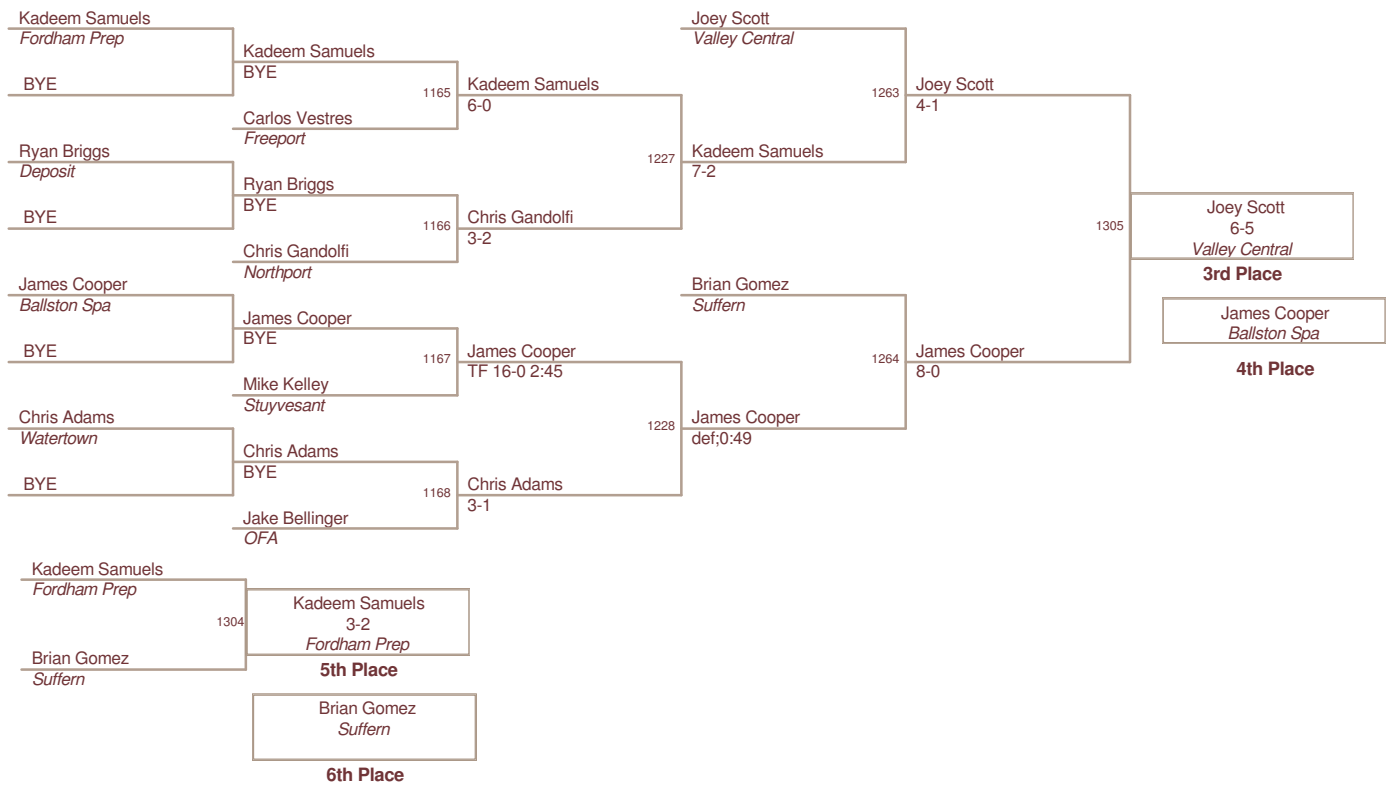 Kadeem Samuels
Fordham Prep
BYE
Ryan Briggs
Deposit
BYE
James Cooper
Ballston Spa
BYE
Chris Adams
Watertown
BYE
Kadeem Samuels
BYE
1165
Carlos Vestres
Freeport
Ryan Briggs
BYE
1166
Chris Gandolfi
Northport
James Cooper
BYE
1167
Mike Kelley
Stuyvesant
Chris Adams
BYE
1168
Jake Bellinger
OFA
Kadeem Samuels
6-0
1227
Chris Gandolfi
3-2
James Cooper
TF 16-0 2:45
1228
Chris Adams
3-1
Joey Scott
Valley Central
1263
Kadeem Samuels
7-2
Brian Gomez
Suffern
1264
James Cooper
def;0:49
Joey Scott
4-1
1305
James Cooper
8-0
Joey Scott
6-5
Valley Central
3rd Place
James Cooper
Ballston Spa
4th Place
Kadeem Samuels
Fordham Prep
1304
Brian Gomez
Suffern
Kadeem Samuels
3-2
Fordham Prep
5th Place
Brian Gomez
Suffern
6th Place